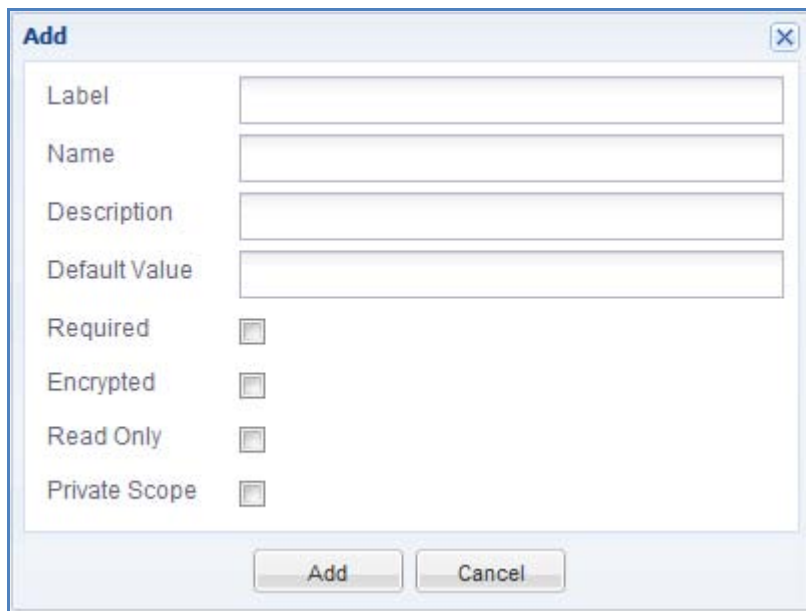 Add
Label
Name
Description
Default Value
Required
Encrypted
Read Only
Private Scope
Add Cancel